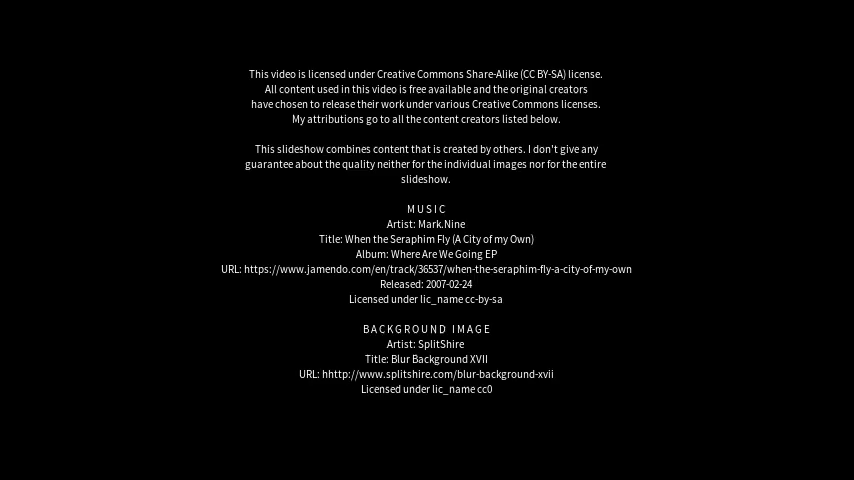 This video is licensed under Creative Commons Share-Alike (CC BY-SA) license.
All content used in this video is free available and the original creators
have chosen to release their work under various Creative Commons licenses.
My attributions go to all the content creators listed below.
This slideshow combines content that is created by others. I don't give any
guarantee about the quality neither for the individual images nor for the entire
slideshow.
MUSIC
Artist: Mark.Nine
Title: When the Seraphim Fly (A City of my Own)
Album: Where Are We Going EP
URL: https://www.jamendo.com/en/track/36537/when-the-seraphim-fly-a-city-of-my-own
Released: 2007-02-24
Licensed under lic_name cc-by-sa
BACKGROUND IMAGE
Artist: SplitShire
Title: Blur Background XVII
URL: hhttp://www.splitshire.com/blur-background-xvii
Licensed under lic_name cc0